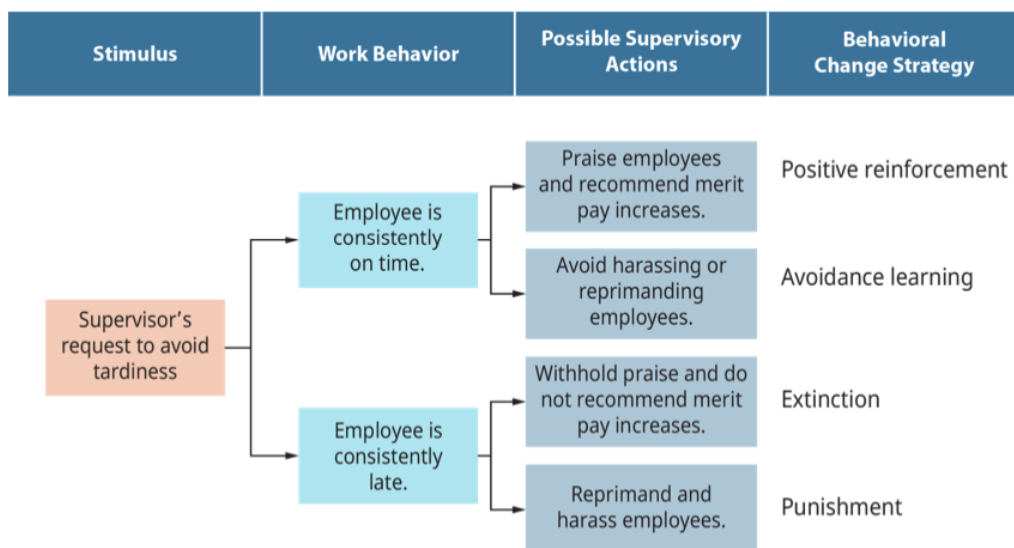 Stimulus
Work Behavior
Possible Supervisory
Actions
Behavioral
Change Strategy
Supervisor's
request to avoid
tardiness
Employee is
consistently
on time.
Praise employees
and recommend merit
pay increases.
Positive reinforcement
Avoid harassing or
reprimanding
employees.
Avoidance learning
Employee is
consistently
late.
Withhold praise and do
not recommend merit
pay increases.
Extinction
Reprimand and
harass employees.
Punishment